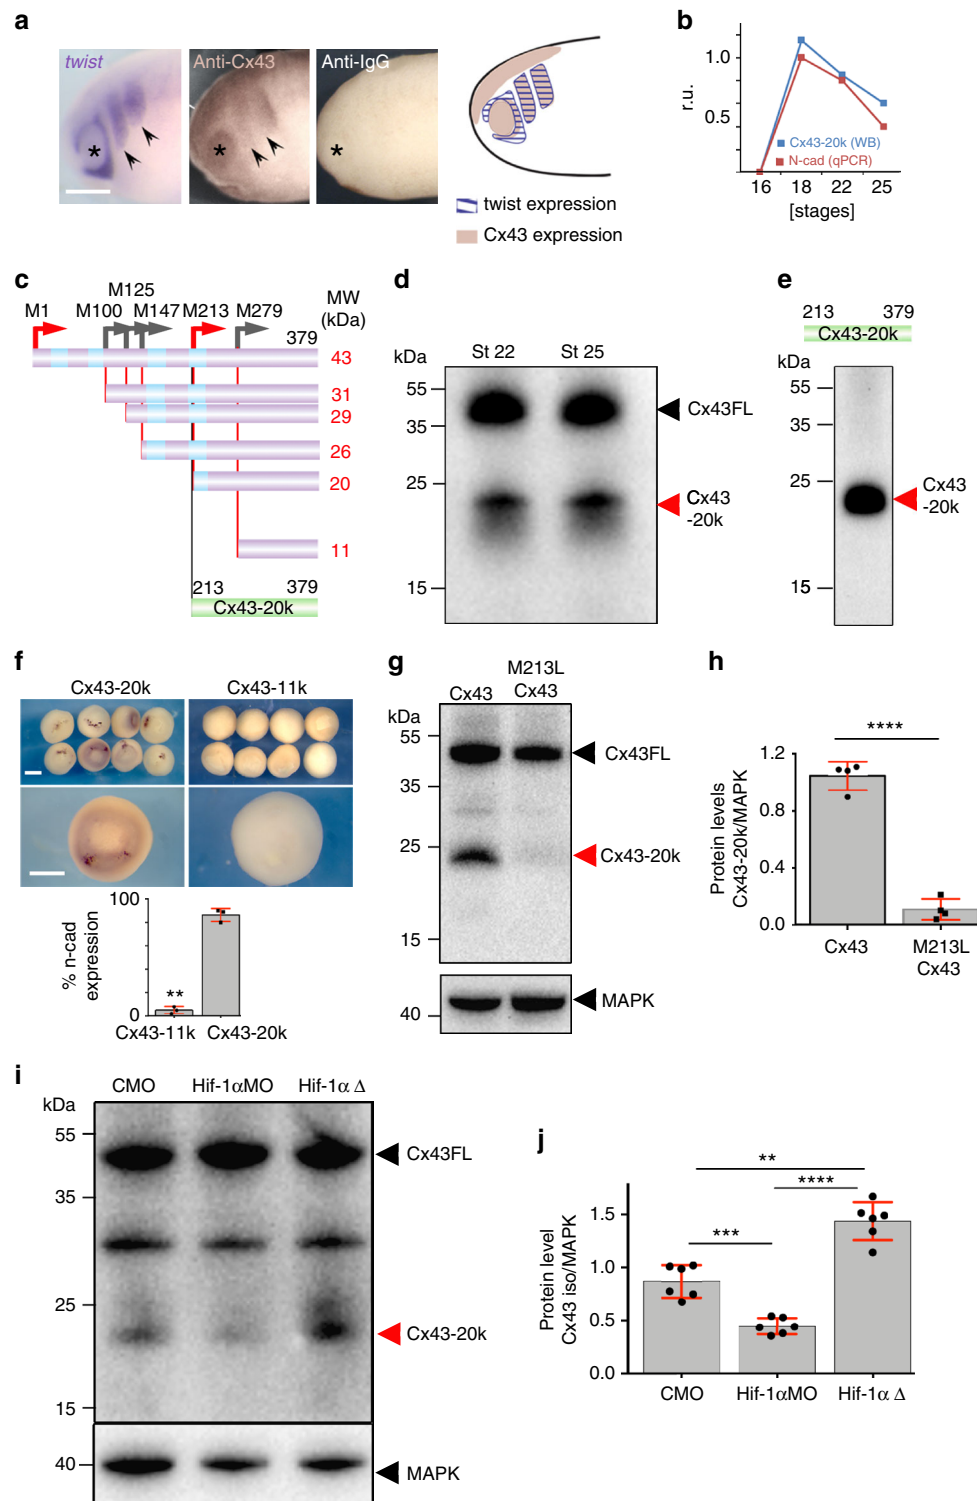 a
twist
Anti-Cx43
Anti-IgG
*
*
*
twist expression
Cx43 expression
b
r.u.
1.0
0.5
Cx43-20k (WB)
N-cad (qPCR)
16 18 22 25
[stages]
c
M125
M1 M100 M147 M213 M279
MW
(kDa)
379
43
31
29
26
20
11
213 379
Cx43-20k
d
kDa
St 22 St 25
55
35
25
15
Cx43FL
Cx43
-20k
e
213 379
Cx43-20k
kDa
55
35
25
15
Cx43
-20k
f
Cx43-20k Cx43-11k
% n-cad
expression
100
0
**
Cx43-11k Cx43-20k
g
M213L
Cx43 Cx43
kDa
55
35
25
15
40
Cx43FL
Cx43-20k
MAPK
h
****
Protein levels
Cx43-20k/MAPK
1.2
0.8
0.4
0.0
Cx43 M213L
Cx43
i
CMO Hif-1αMO Hif-1α Δ
kDa
55
35
25
15
40
Cx43FL
Cx43-20k
MAPK
j
**
****
***
Protein level
Cx43 iso/MAPK
1.5
1.0
0.5
0.0
CMO Hif-1αMO Hif-1α Δ